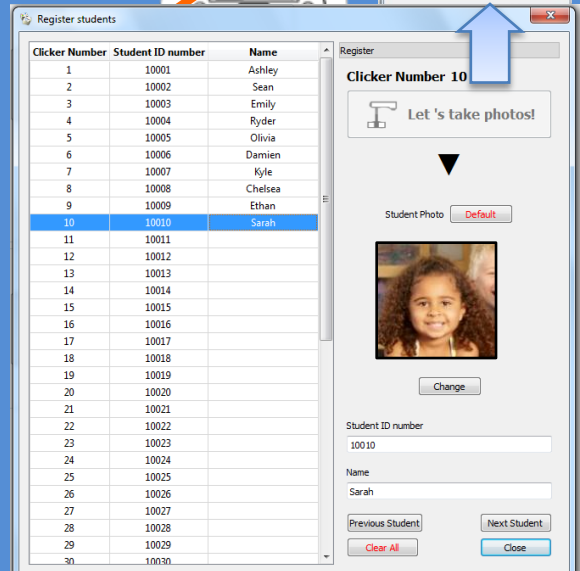 Register students
x
Clicker Number Student ID number Name
1 10001 Ashley
2 10002 Sean
3 10003 Emily
4 10004 Ryder
5 10005 Olivia
6 10006 Damien
7 10007 Kyle
8 10008 Chelsea
9 10009 Ethan
10 10010 Sarah
11 10011
12 10012
13 10013
14 10014
15 10015
16 10016
17 10017
18 10018
19 10019
20 10020
21 10021
22 10022
23 10023
24 10024
25 10025
26 10026
27 10027
28 10028
29 10029
30 10030
Register
Clicker Number 10
Let 's take photos!
Student Photo Default
Change
Student ID number
10010
Name
Sarah
Previous Student Next Student
Clear All Close